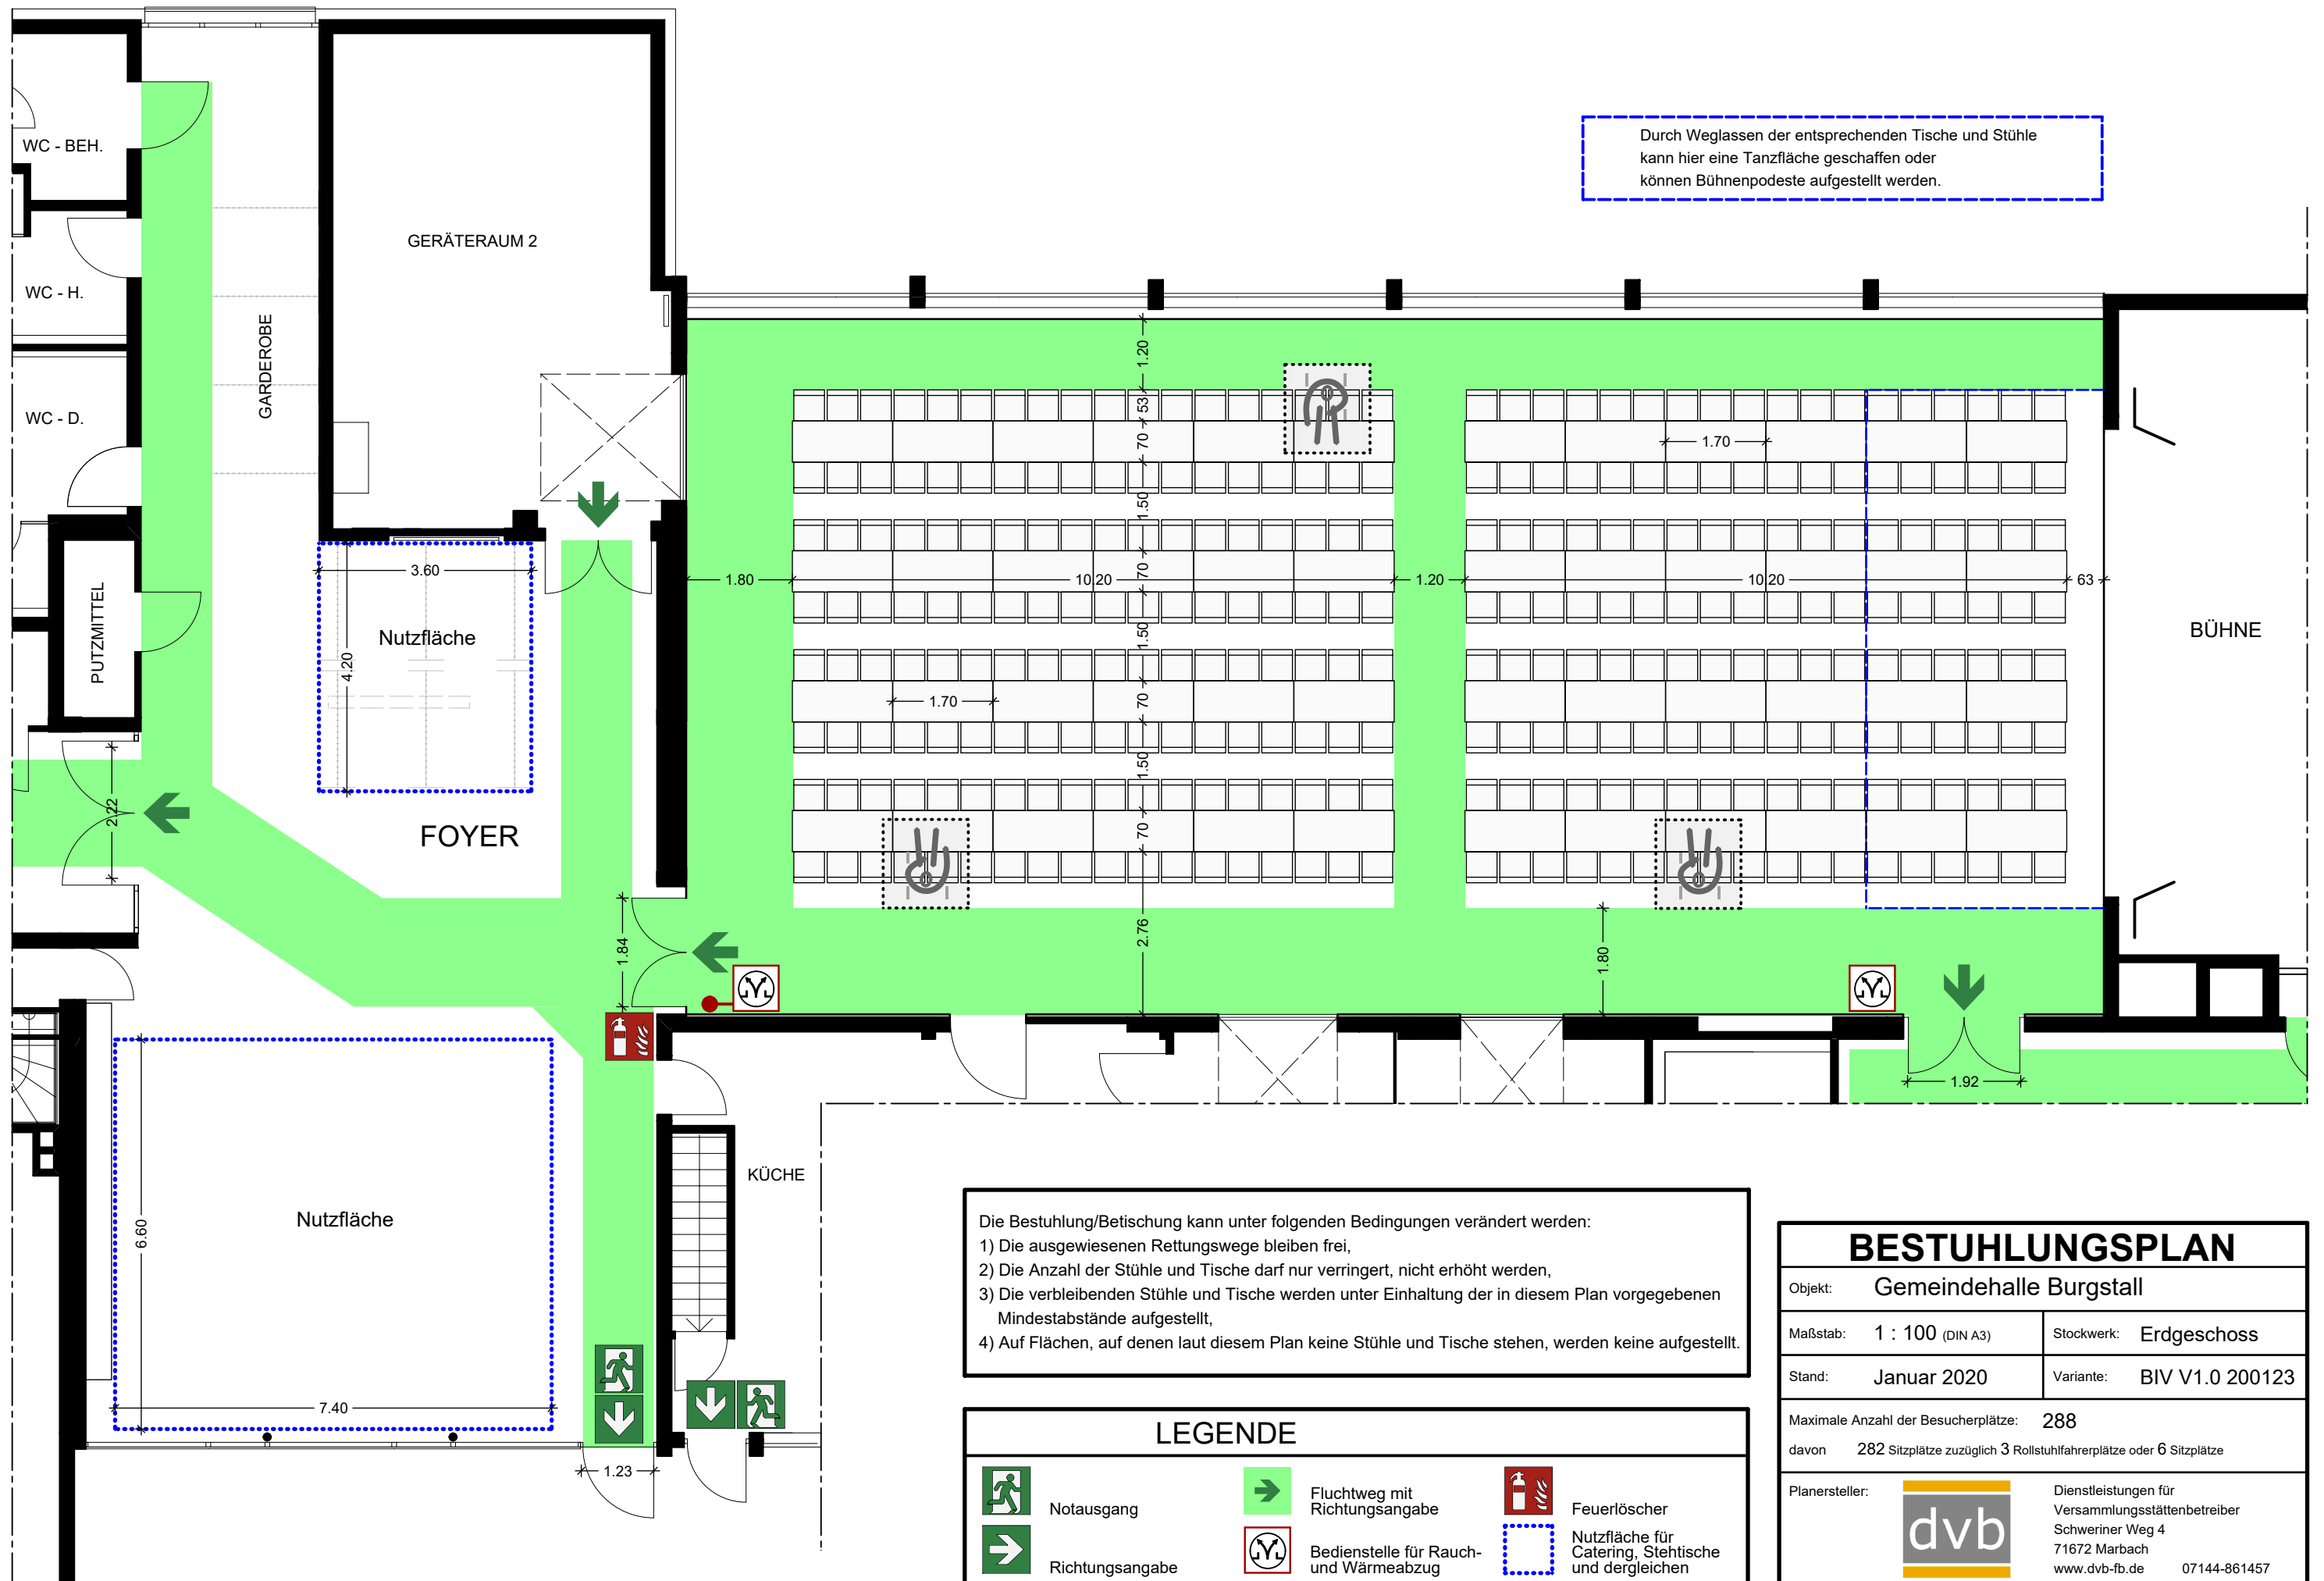 WC - BEH.
WC - H.
WC - D.
GARDEROBE
GERÄTERAUM 2
PUTZMITTEL
Durch Weglassen der entsprechenden Tische und Stühle
kann hier eine Tanzfläche geschaffen oder
können Bühnenpodeste aufgestellt werden.
3.60
Nutzfläche
4.20
2.22
FOYER
1.84
1.20
53
70
1.50
70
1.50
70
1.50
70
2.76
1.70
1.80
10.20
1.20
10.20
63
1.70
1.80
BÜHNE
1.92
6.60
Nutzfläche
7.40
1.23
KÜCHE
Die Bestuhlung/Betischung kann unter folgenden Bedingungen verändert werden:
1) Die ausgewiesenen Rettungswege bleiben frei,
2) Die Anzahl der Stühle und Tische darf nur verringert, nicht erhöht werden,
3) Die verbleibenden Stühle und Tische werden unter Einhaltung der in diesem Plan vorgegebenen
Mindestabstände aufgestellt,
4) Auf Flächen, auf denen laut diesem Plan keine Stühle und Tische stehen, werden keine aufgestellt.
LEGENDE
Notausgang
Richtungsangabe
Fluchtweg mit
Richtungsangabe
Bedienstelle für Rauch-
und Wärmeabzug
Feuerlöscher
Nutzfläche für
Catering, Stehtische
und dergleichen
BESTUHLUNGSPLAN
Objekt: Gemeindehalle Burgstall
Maßstab: 1 : 100 (DIN A3)
Stockwerk: Erdgeschoss
Stand: Januar 2020
Variante: BIV V1.0 200123
Maximale Anzahl der Besucherplätze: 288
davon 282 Sitzplätze zuzüglich 3 Rollstuhlfahrerplätze oder 6 Sitzplätze
Planersteller:
dvb
Dienstleistungen für
Versammlungsstättenbetreiber
Schweriner Weg 4
71672 Marbach
www.dvb-fb.de 07144-861457